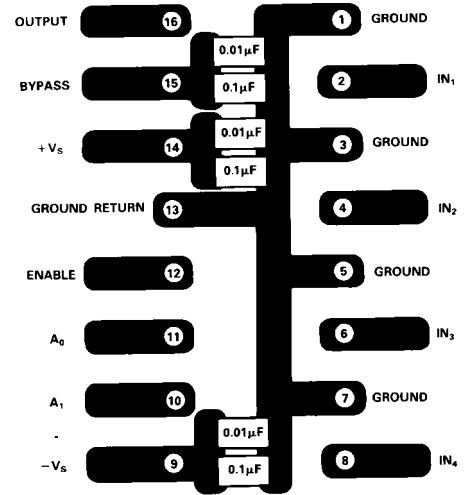 OUTPUT 16 1 GROUND
0.01µF
BYPASS 15 0.1µF 2 IN₁
+VS 14 0.01µF 3 GROUND
0.1µF
GROUND RETURN 13 4 IN₂
ENABLE 12 5 GROUND
A₀ 11 6 IN₃
A₁ 10 7 GROUND
-
0.01µF
−VS 9 0.1µF 8 IN₄